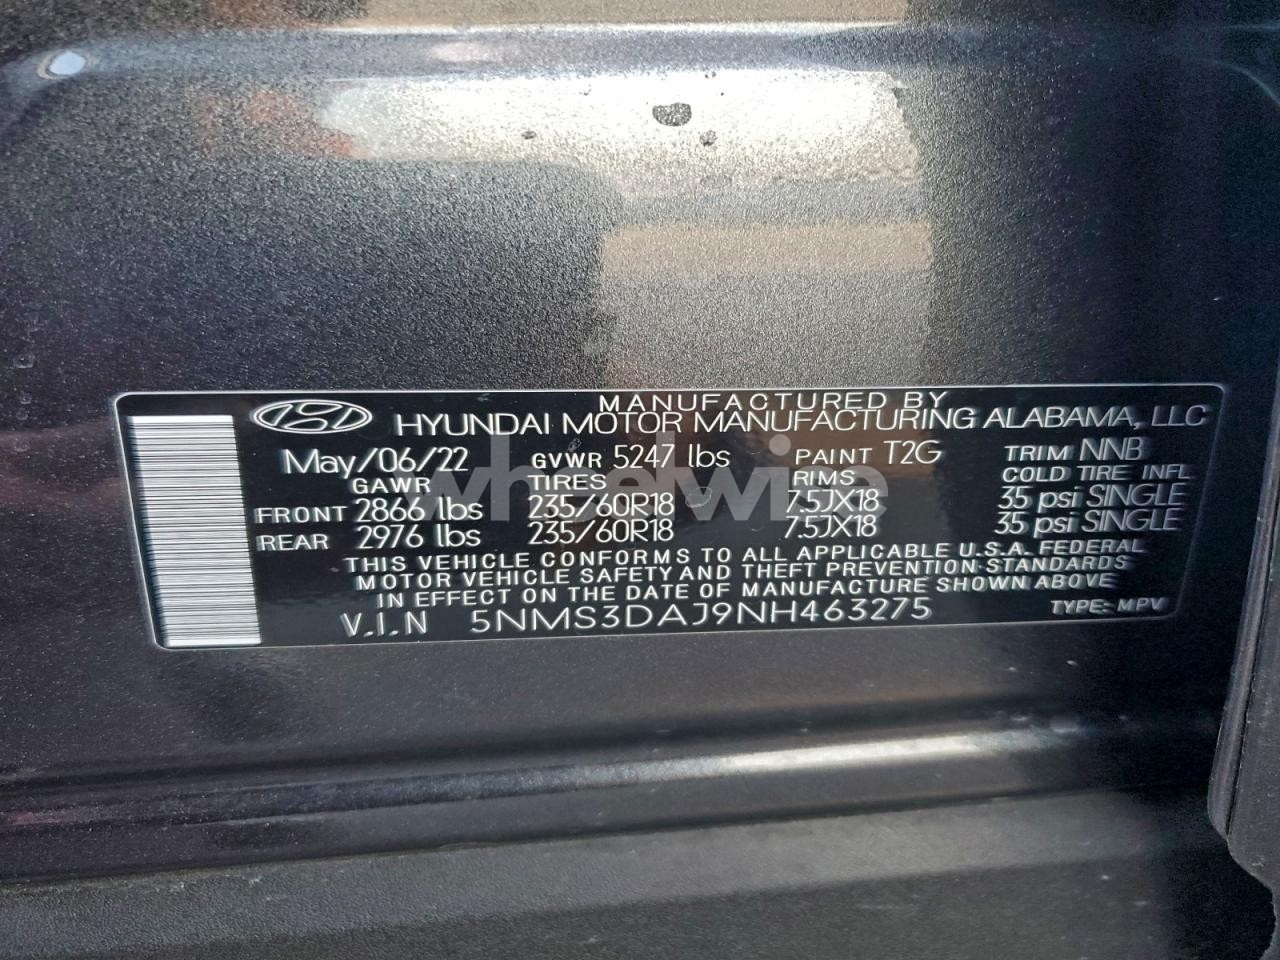 MANUFACTURED BY
HYUNDAI MOTOR MANUFACTURING ALABAMA, LLC
May/06/22 GVWR 5247 lbs PAINT T2G TRIM NNB
GAWR TIRES RIMS COLD TIRE INFL
FRONT 2866 lbs 235/60R18 7.5JX18 35 psi SINGLE
REAR 2976 lbs 235/60R18 7.5JX18 35 psi SINGLE
THIS VEHICLE CONFORMS TO ALL APPLICABLE U.S.A. FEDERAL
MOTOR VEHICLE SAFETY AND THEFT PREVENTION STANDARDS
IN EFFECT ON THE DATE OF MANUFACTURE SHOWN ABOVE
V.I.N 5NMS3DAJ9NH463275 TYPE: MPV
wheelwise